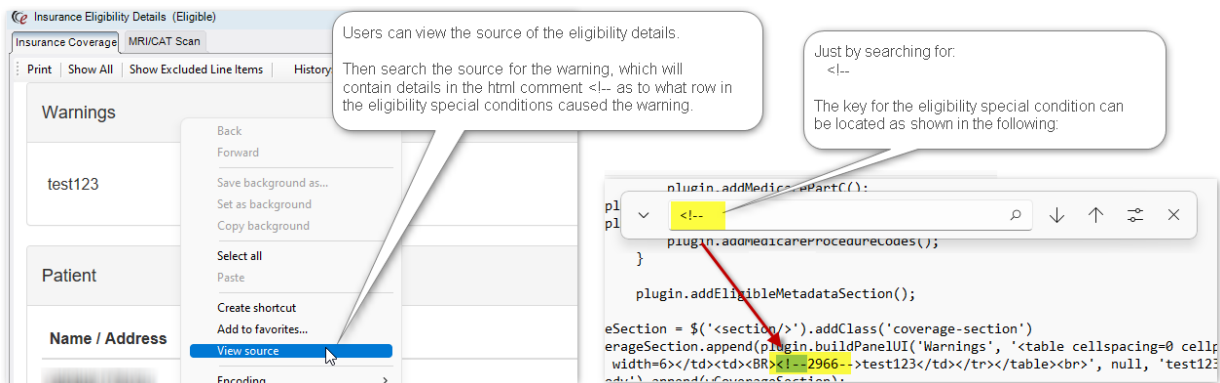 Insurance Eligibility Details (Eligible)
Insurance Coverage MRI/CAT Scan
Print Show All Show Excluded Line Items History
Warnings
test123
Patient
Name / Address
Back
Forward
Save background as...
Set as background
Copy background
Select all
Paste
Create shortcut
Add to favorites...
View source
Encoding
Users can view the source of the eligibility details.
Then search the source for the warning, which will
contain details in the html comment <!-- as to what row in
the eligibility special conditions caused the warning.
Just by searching for:
<!--
The key for the eligibility special condition can
be located as shown in the following:
plugin.addMedicarePartC();
pl
pl
<!--
plugin.addMedicareProcedureCodes();
}
plugin.addEligibleMetadataSection();
eSection = $('<section/>').addClass('coverage-section')
erageSection.append(plugin.buildPanelUI('Warnings', '<table cellspacing=0 cellp
width=6></td><td><BR><!--2966-->test123</td></tr></table><br>', null, 'test123